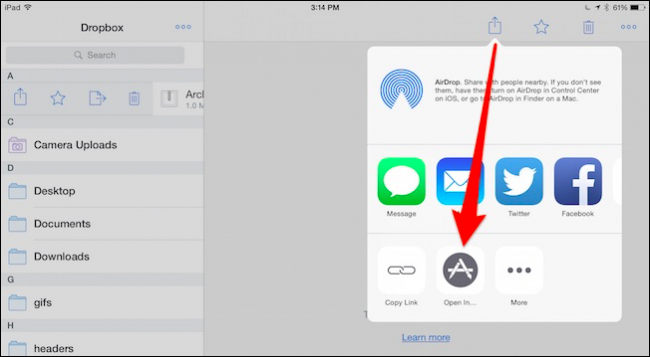 iPad
3:14 PM
61%
Dropbox
Search
A
Arc
1.0 M
C
Camera Uploads
D
Desktop
Documents
Downloads
G
gifs
H
headers
AirDrop. Share with people nearby. If you don't see
them, have them turn on AirDrop in Control Center
on iOS, or go to AirDrop in Finder on a Mac.
Message
Twitter
Facebook
Copy Link
Open In...
More
T
Learn more